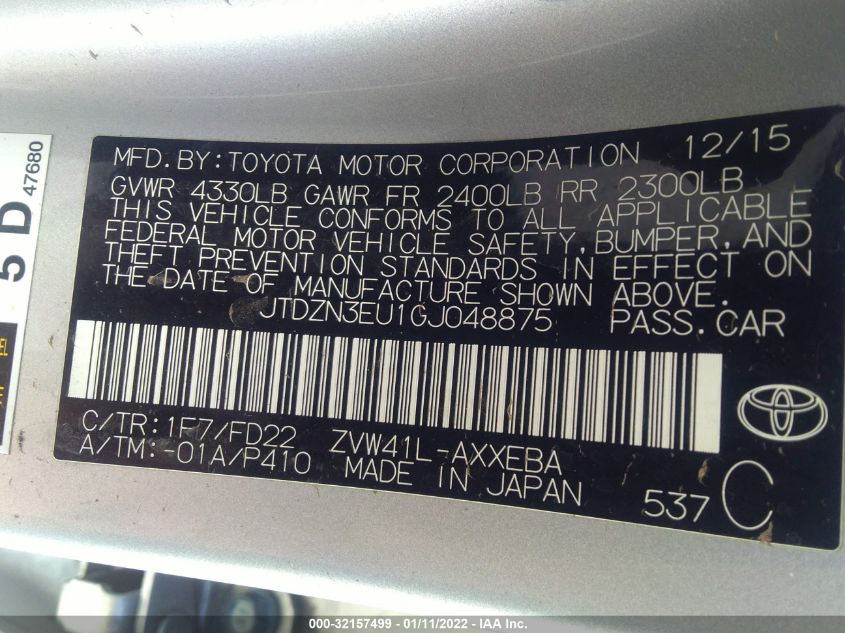 MFD.BY:TOYOTA MOTOR CORPORATION 12/15
GVWR 4330LB GAWR FR 2400LB RR 2300LB
THIS VEHICLE CONFORMS TO ALL APPLICABLE
FEDERAL MOTOR VEHICLE SAFETY,BUMPER,AND
THEFT PREVENTION STANDARDS IN EFFECT ON
THE DATE OF MANUFACTURE SHOWN ABOVE.
JTDZN3EU1GJ048875 PASS.CAR
C/TR:1F7/FD22 ZVW41L-AXXEBA
A/TM:-01A/P410 MADE IN JAPAN
537 C
5 D
47680
000-32157499 - 01/11/2022 - IAA Inc.